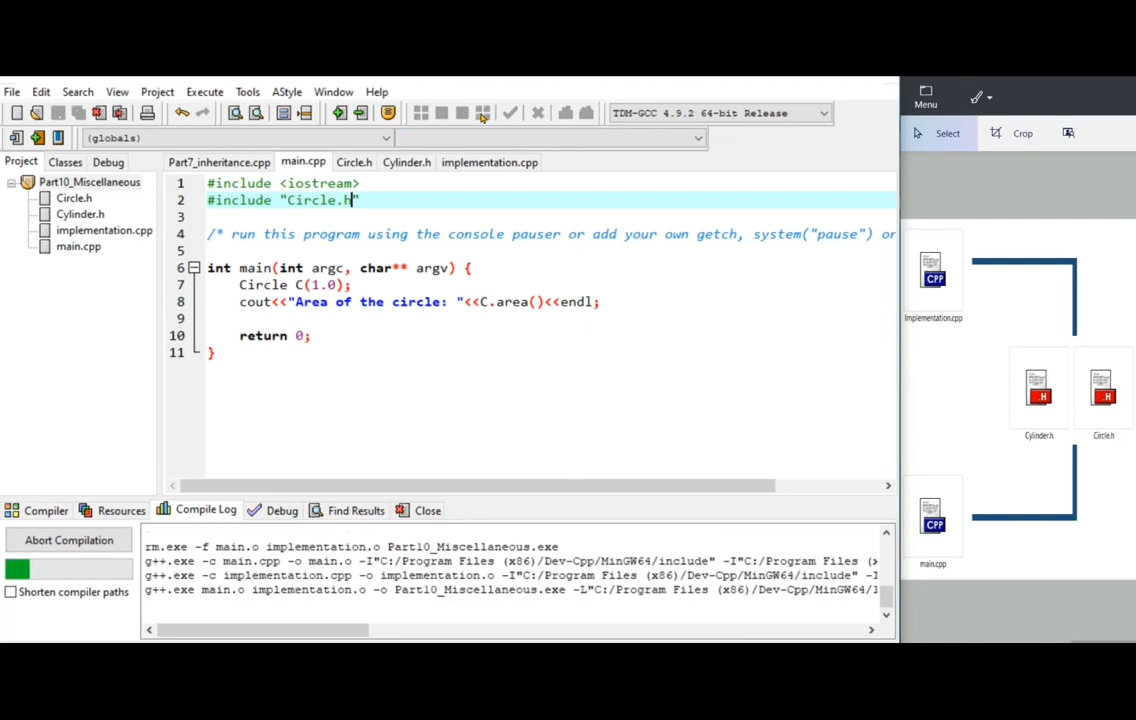 File Edit Search View Project Execute Tools AStyle Window Help
TDM-GCC 4.9.2 64-bit Release
(globals)
Project Classes Debug
Part7_inheritance.cpp main.cpp Circle.h Cylinder.h implementation.cpp
Part10_Miscellaneous
Circle.h
Cylinder.h
implementation.cpp
main.cpp
1 #include <iostream>
2 #include "Circle.h"
3
4 /* run this program using the console pauser or add your own getch, system("pause") or
5
6 int main(int argc, char** argv) {
7 Circle C(1.0);
8 cout<<"Area of the circle: "<<C.area()<<endl;
9
10 return 0;
11 }
Compiler Resources Compile Log Debug Find Results Close
Abort Compilation
Shorten compiler paths
rm.exe -f main.o implementation.o Part10_Miscellaneous.exe
g++.exe -c main.cpp -o main.o -I"C:/Program Files (x86)/Dev-Cpp/MinGW64/include" -I"C:/Program Files (x
g++.exe -c implementation.cpp -o implementation.o -I"C:/Program Files (x86)/Dev-Cpp/MinGW64/include" -I
g++.exe main.o implementation.o -o Part10_Miscellaneous.exe -L"C:/Program Files (x86)/Dev-Cpp/MinGW64/
Menu
Select Crop
CPP
Implementation.cpp
.H .H
Cylinder.h Circle.h
CPP
main.cpp